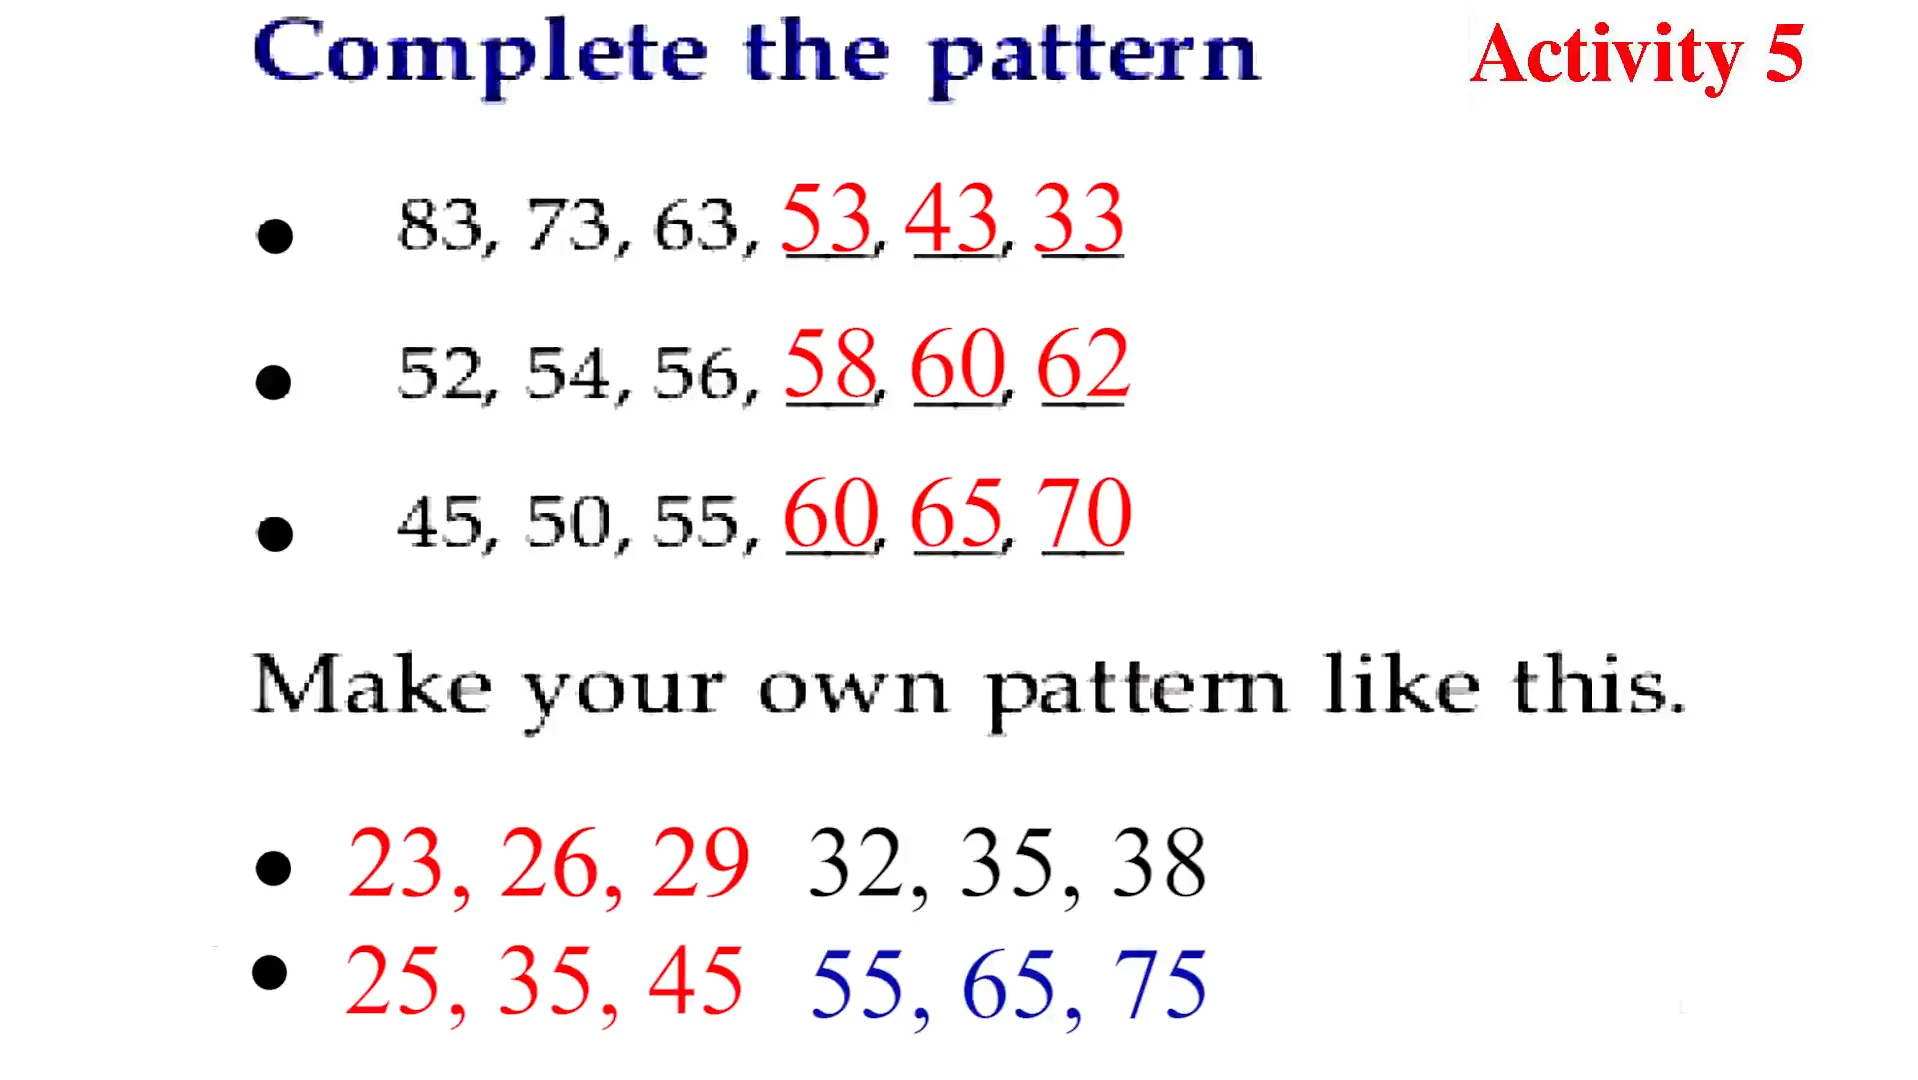 Complete the pattern Activity 5
● 83, 73, 63, 53, 43, 33
● 52, 54, 56, 58, 60, 62
● 45, 50, 55, 60, 65, 70
Make your own pattern like this.
● 23, 26, 29 32, 35, 38
● 25, 35, 45 55, 65, 75